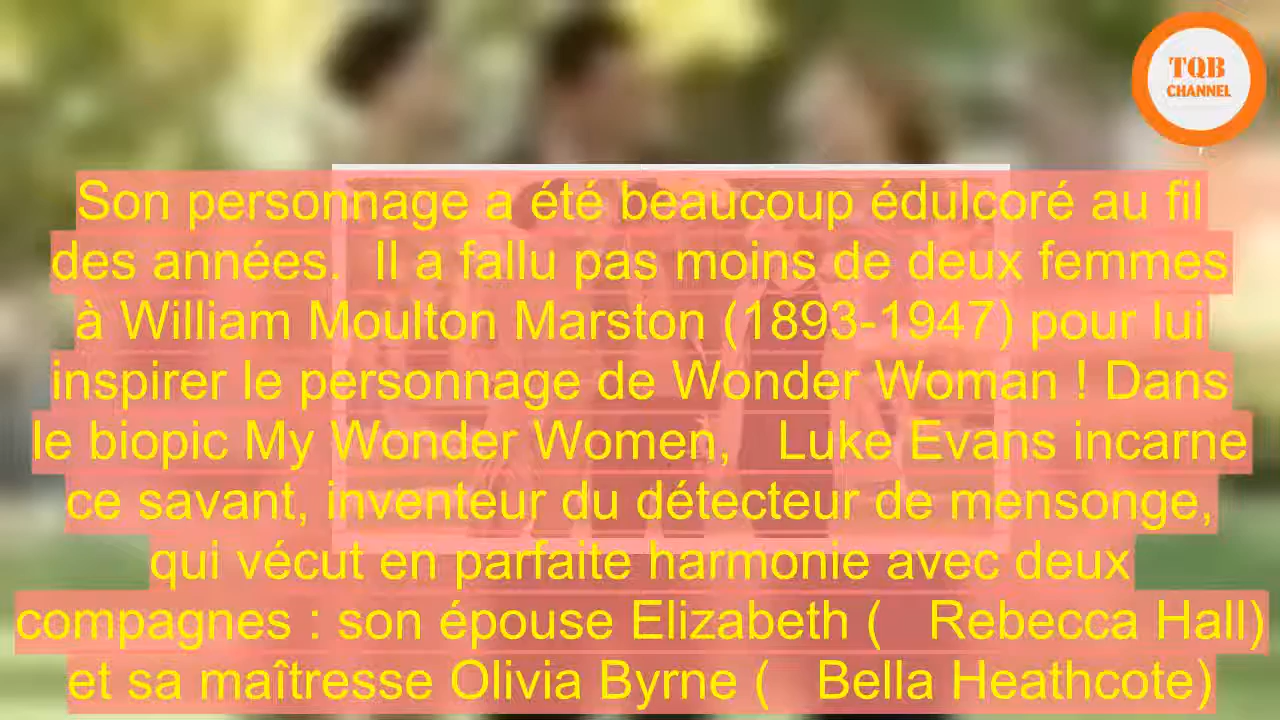 TQB
CHANNEL
Son personnage a été beaucoup édulcoré au fil
des années.  Il a fallu pas moins de deux femmes
à William Moulton Marston (1893-1947) pour lui
inspirer le personnage de Wonder Woman ! Dans
le biopic My Wonder Women,   Luke Evans incarne
ce savant, inventeur du détecteur de mensonge,
qui vécut en parfaite harmonie avec deux
compagnes : son épouse Elizabeth (   Rebecca Hall)
et sa maîtresse Olivia Byrne (   Bella Heathcote)